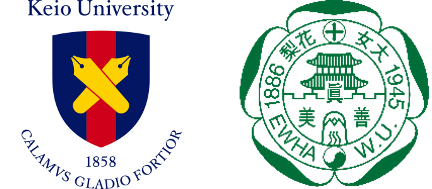 Keio University
1858
CALAMVS GLADIO FORTIOR
1886 梨花 女大 1945
眞
美 善
EWHA W.U.